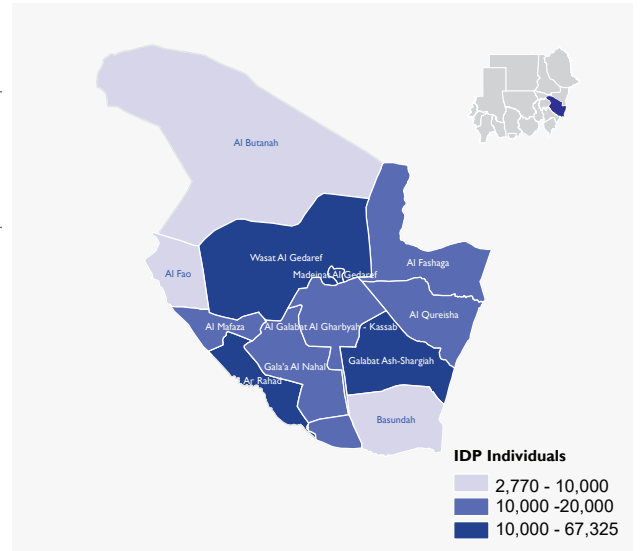 Al Butanah
Wasat Al Gedaref
Al Fashaga
Al Fao
Madeinat Al Gedaref
Al Qureisha
Al Mafaza
Al Galabat Al Gharbyah - Kassab
Galabat Ash-Shargiah
Gala'a Al Nahal
Ar Rahad
Basundah
IDP Individuals
2,770 - 10,000
10,000 -20,000
10,000 - 67,325